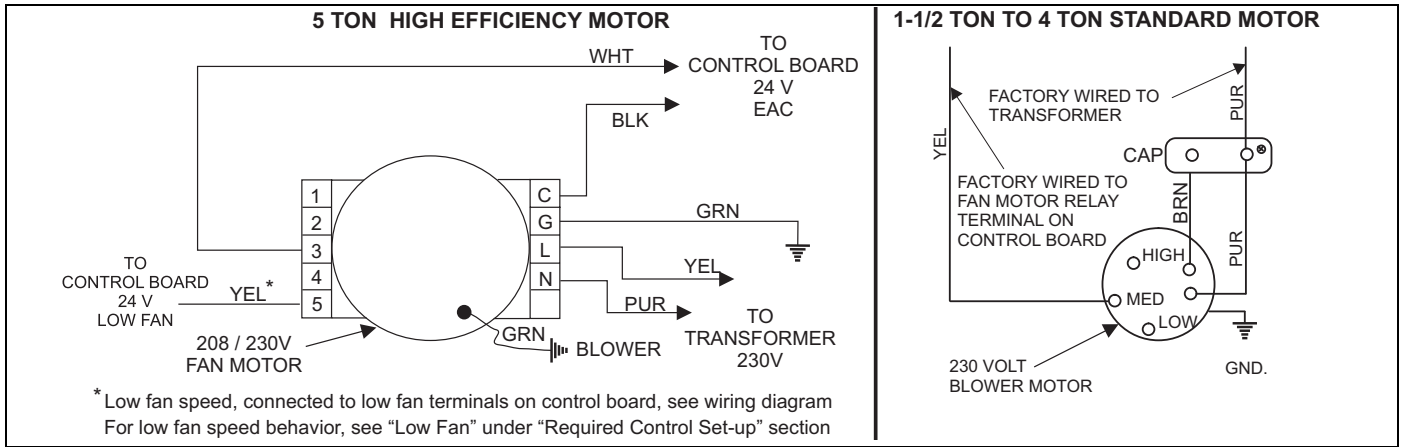 5 TON HIGH EFFICIENCY MOTOR
WHT
TO
CONTROL BOARD
24 V
EAC
BLK
1
2
3
4
5
C
G
L
N
GRN
YEL
PUR
TO
TRANSFORMER
230V
TO
CONTROL BOARD
24 V
LOW FAN
YEL*
208 / 230V
FAN MOTOR
GRN
BLOWER
* Low fan speed, connected to low fan terminals on control board, see wiring diagram
For low fan speed behavior, see “Low Fan” under “Required Control Set-up” section
1-1/2 TON TO 4 TON STANDARD MOTOR
YEL
FACTORY WIRED TO
TRANSFORMER
PUR
CAP
FACTORY WIRED TO
FAN MOTOR RELAY
TERMINAL ON
CONTROL BOARD
BRN
PUR
HIGH
MED
LOW
230 VOLT
BLOWER MOTOR
GND.